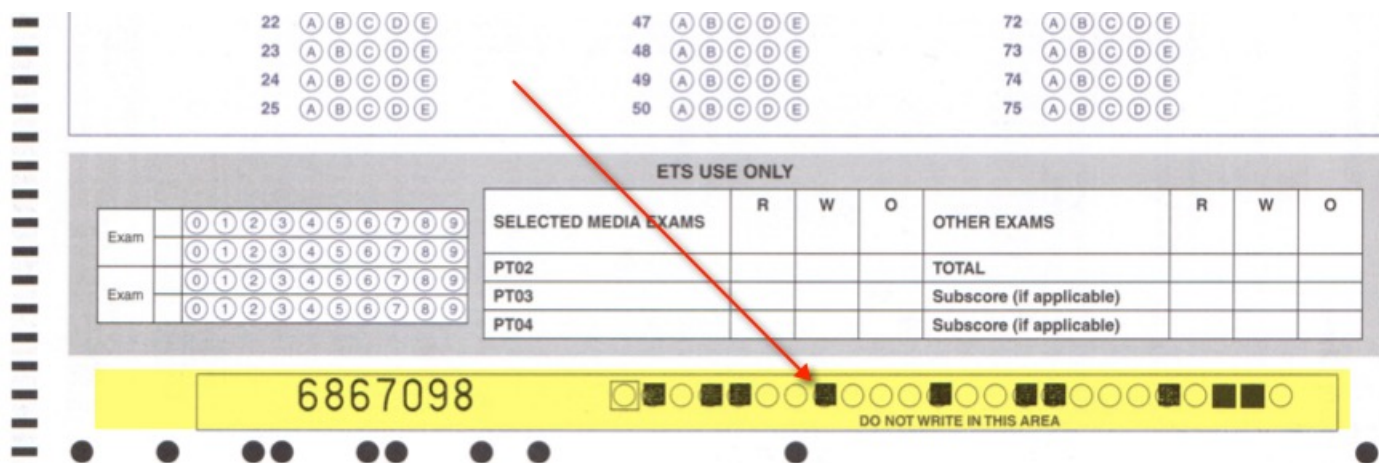 22 A B C D E 47 A B C D E 72 A B C D E
23 A B C D E 48 A B C D E 73 A B C D E
24 A B C D E 49 A B C D E 74 A B C D E
25 A B C D E 50 A B C D E 75 A B C D E
ETS USE ONLY
SELECTED MEDIA EXAMS R W O OTHER EXAMS R W O
Exam 0 1 2 3 4 5 6 7 8 9
0 1 2 3 4 5 6 7 8 9
PT02 TOTAL
Exam 0 1 2 3 4 5 6 7 8 9
PT03 Subscore (if applicable)
0 1 2 3 4 5 6 7 8 9
PT04 Subscore (if applicable)
6867098
DO NOT WRITE IN THIS AREA